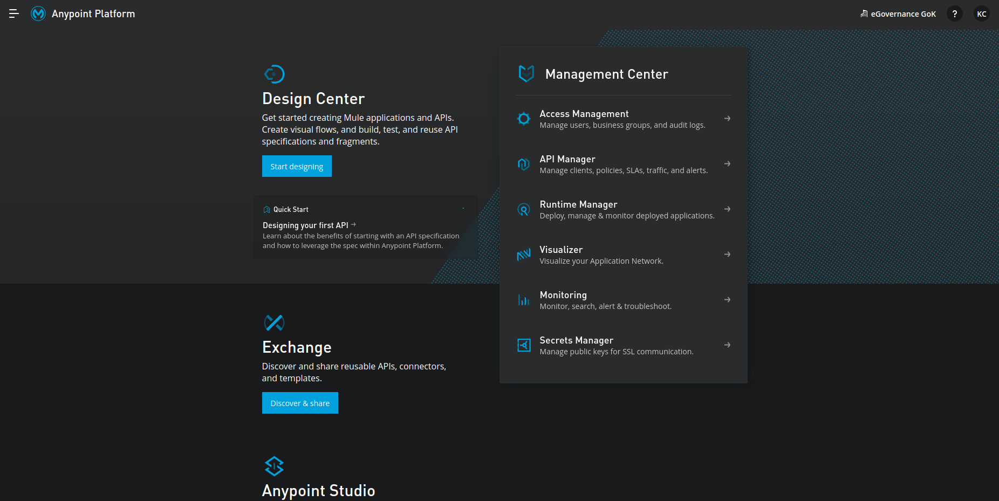 Anypoint Platform
eGovernance GoK
?
KC
Design Center
Get started creating Mule applications and APIs.
Create visual flows, and build, test, and reuse API
specifications and fragments.
Start designing
Quick Start
Designing your first API →
Learn about the benefits of starting with an API specification
and how to leverage the spec within Anypoint Platform.
Management Center
Access Management
Manage users, business groups, and audit logs.
API Manager
Manage clients, policies, SLAs, traffic, and alerts.
Runtime Manager
Deploy, manage & monitor deployed applications.
Visualizer
Visualize your Application Network.
Monitoring
Monitor, search, alert & troubleshoot.
Secrets Manager
Manage public keys for SSL communication.
Exchange
Discover and share reusable APIs, connectors,
and templates.
Discover & share
Anypoint Studio